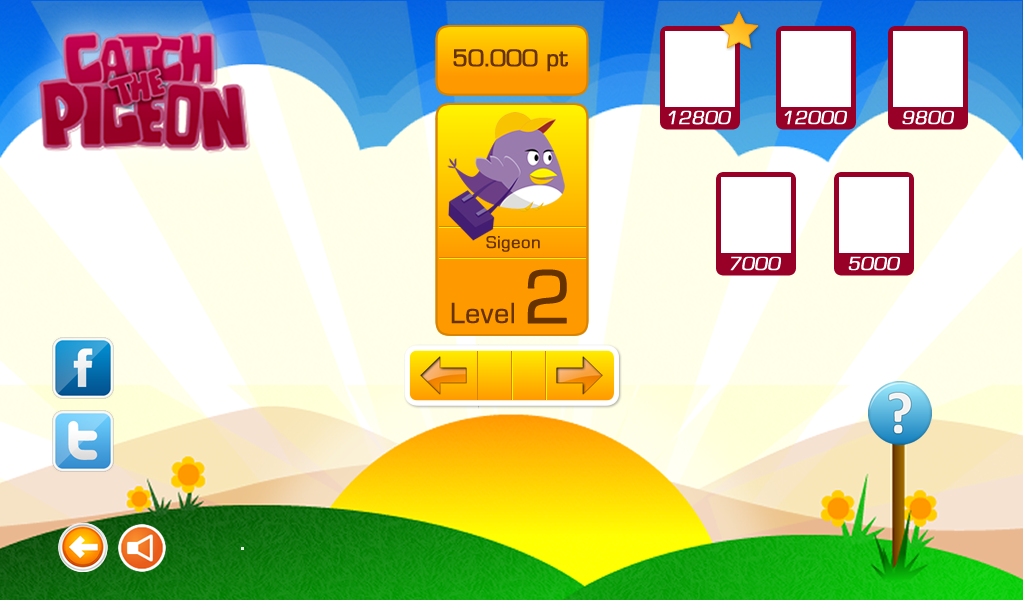 CATCH
THE
PIGEON
50.000 pt
Sigeon
Level 2
12800
12000
9800
7000
5000
f
t
?